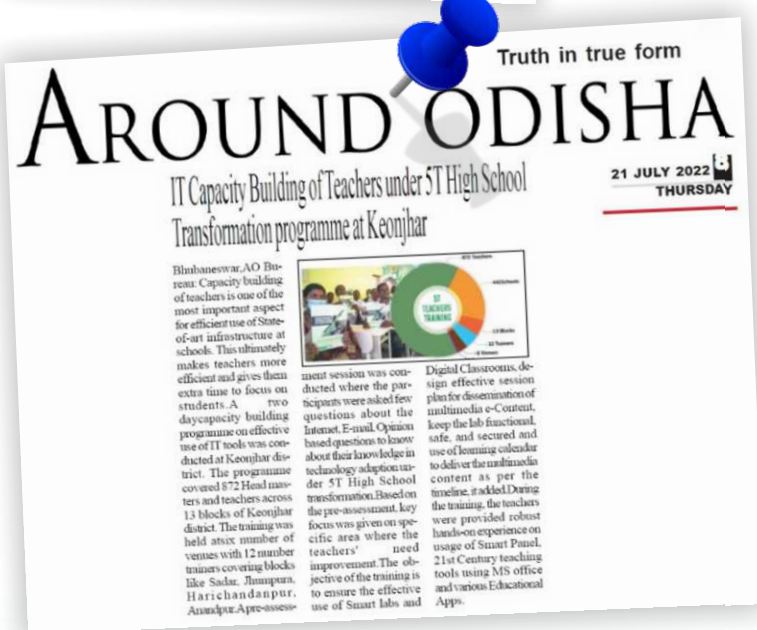 Truth in true form
AROUND ODISHA
21 JULY 2022 8
THURSDAY
IT Capacity Building of Teachers under 5T High School
Transformation programme at Keonjhar
Bhubaneswar,AO Bu-
reau: Capacity building
of teachers is one of the
most important aspect
for efficient use of State-
of-art infrastructure at
schools. This ultimately
makes teachers more
efficient and gives them
extra time to focus on
students.A two
daycapacity building
programme on effective
use of IT tools was con-
ducted at Keonjhar dis-
trict. The programme
covered 872 Head mas-
ters and teachers across
13 blocks of Keonjhar
district. The training was
held atsix number of
venues with 12 number
trainers covering blocks
like Sadar, Jhumpura,
Harichandanpur,
Anandpur.A pre-assess-
872 Teachers
5T
TEACHERS
TRAINING
13 Blocks
12 Trainers
6 Venues
ment session was con-
ducted where the par-
ticipants were asked few
questions about the
Internet, E-mail. Opinion
based questions to know
about their knowledge in
technology adaption un-
der 5T High School
transformation.Based on
the pre-assessment, key
focus was given on spe-
cific area where the
teachers' need
improvement.The ob-
jective of the training is
to ensure the effective
use of Smart labs and
Digital Classrooms, de-
sign effective session
plan for dissemination of
multimedia e-Content,
keep the lab functional,
safe, and secured and
use of learning calendar
to deliver the multimedia
content as per the
timeline, it added.During
the training, the teachers
were provided robust
hands-on experience on
usage of Smart Panel,
21st Century teaching
tools using MS office
and various Educational
Apps.